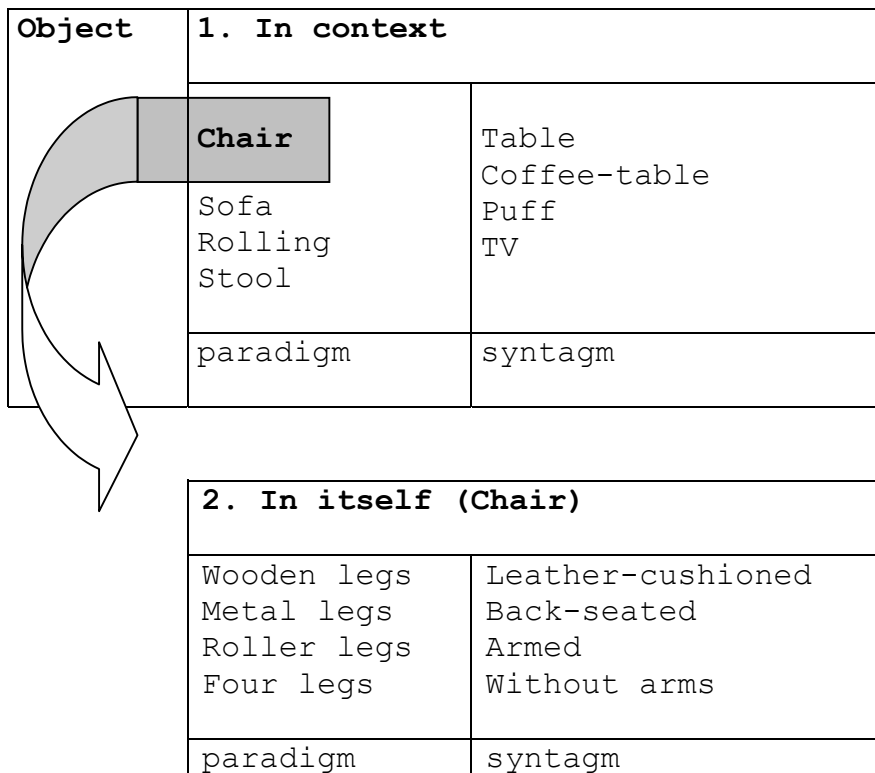 Object
1. In context
Chair
Sofa
Rolling
Stool
Table
Coffee-table
Puff
TV
paradigm
syntagm
2. In itself (Chair)
Wooden legs
Metal legs
Roller legs
Four legs
Leather-cushioned
Back-seated
Armed
Without arms
paradigm
syntagm